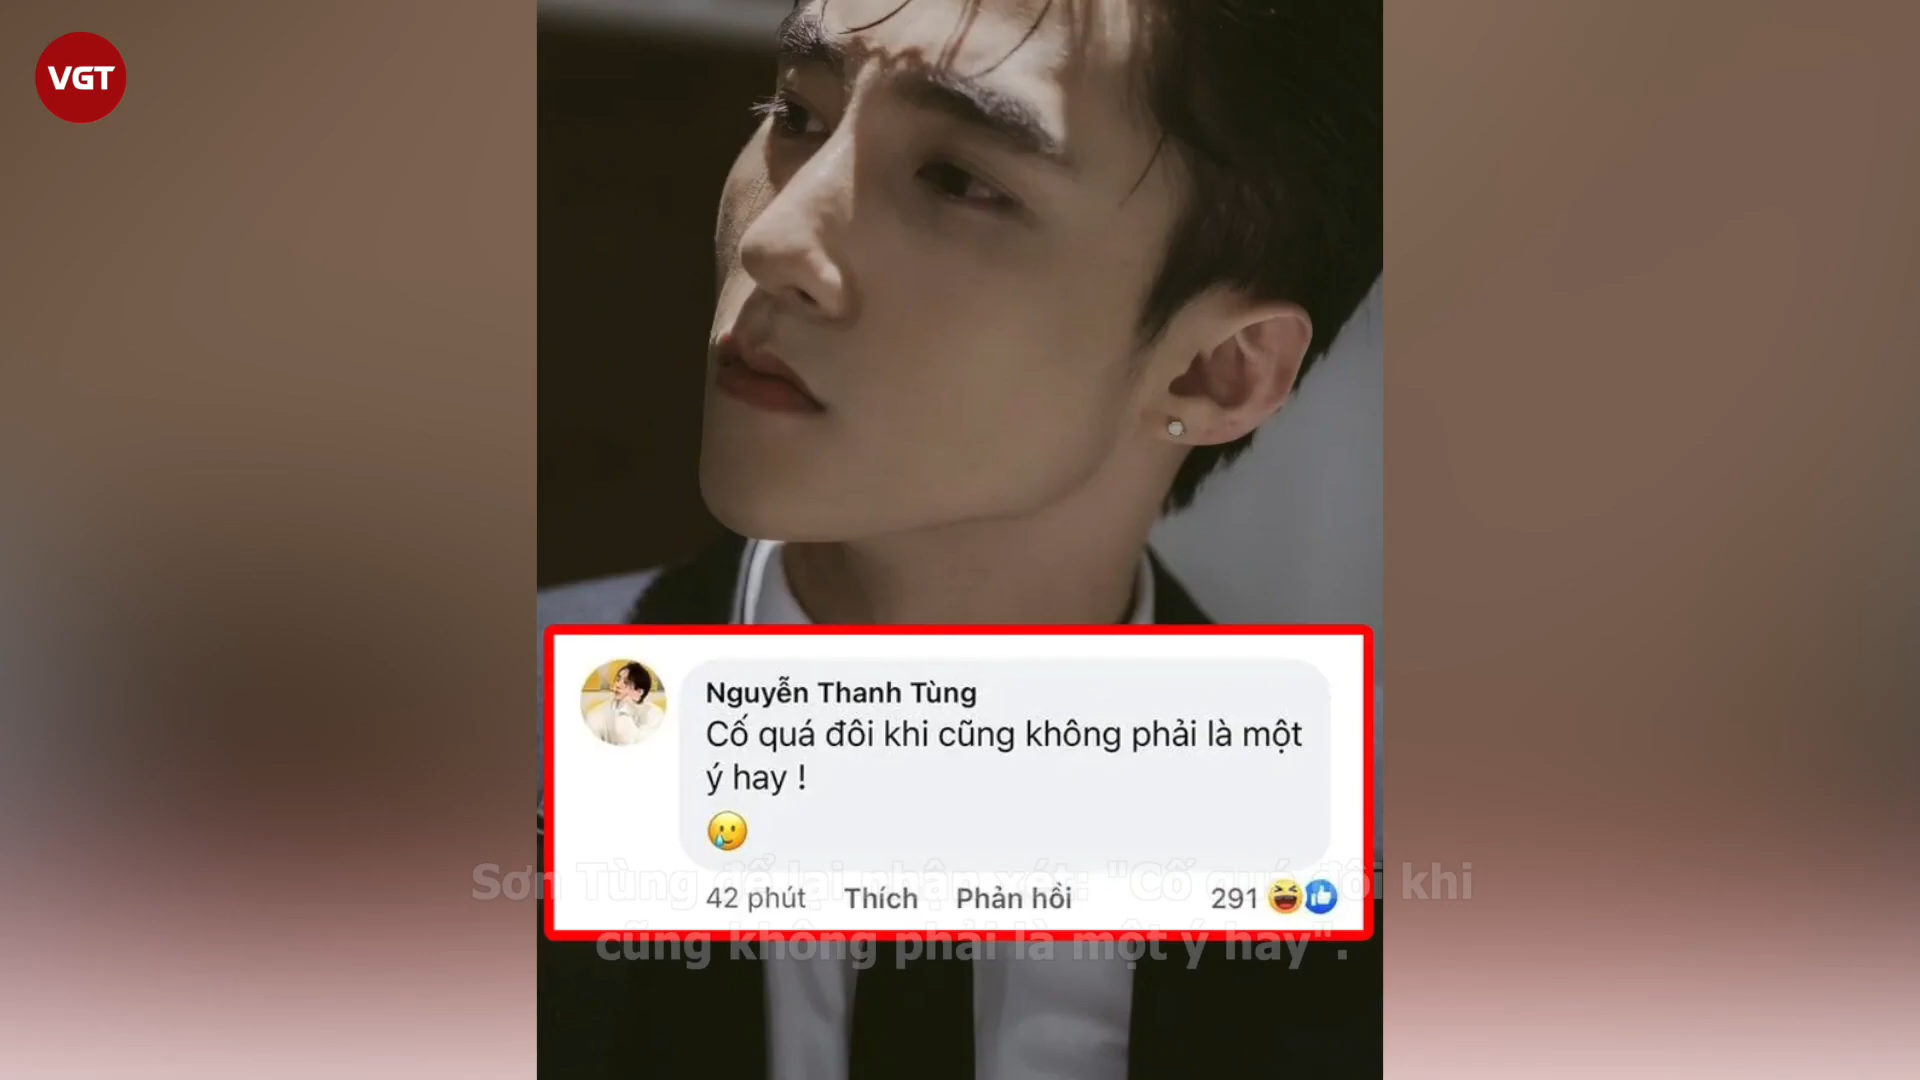 VGT
Nguyễn Thanh Tùng
Cố quá đôi khi cũng không phải là một
ý hay !
42 phút Thích Phản hồi 291
Sơn Tùng để lại nhận xét: "Cố quá đôi khi
cũng không phải là một ý hay".